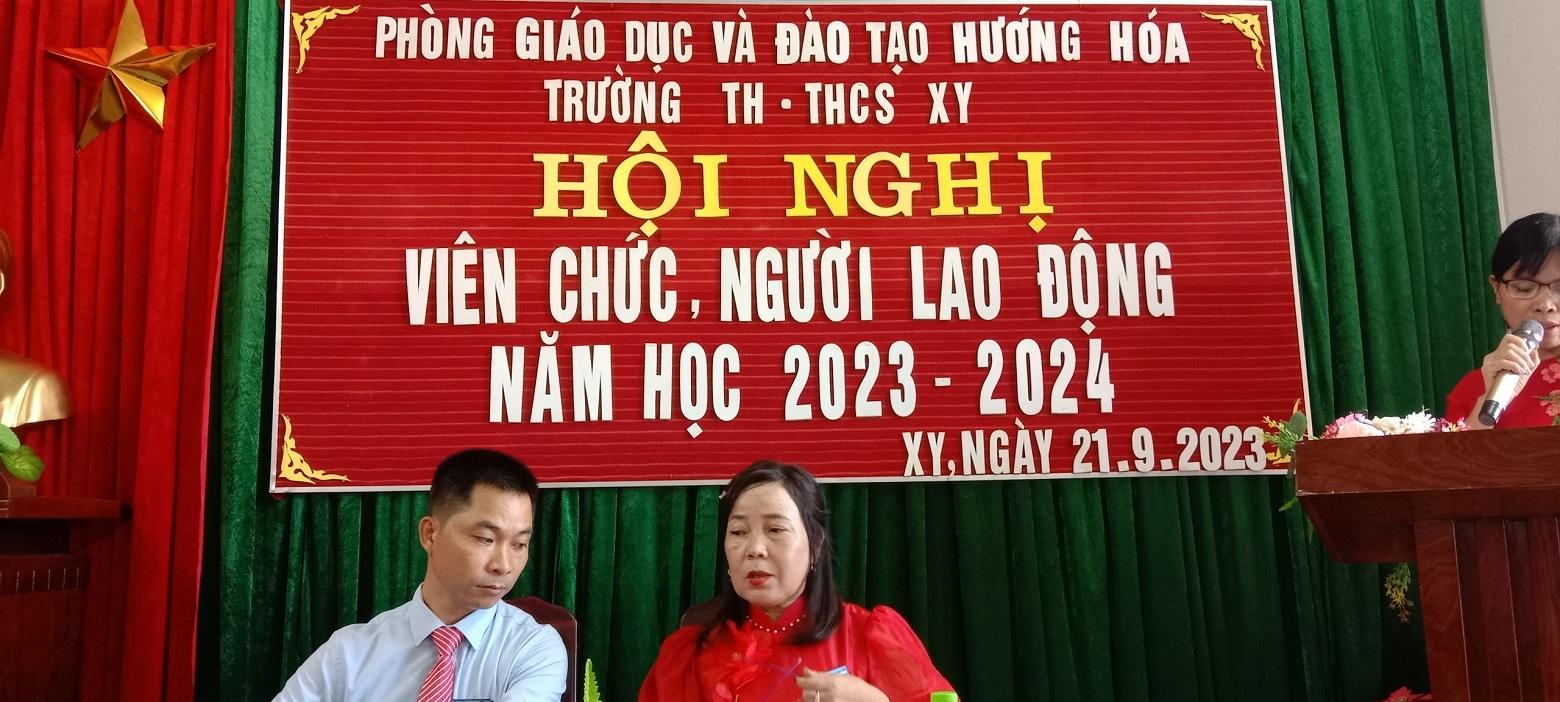 PHÒNG GIÁO DỤC VÀ ĐÀO TẠO HƯỚNG HÓA
TRƯỜNG TH - THCS XY
HỘI NGHỊ
VIÊN CHỨC, NGƯỜI LAO ĐỘNG
NĂM HỌC 2023 - 2024
XY, NGÀY 21.9.2023